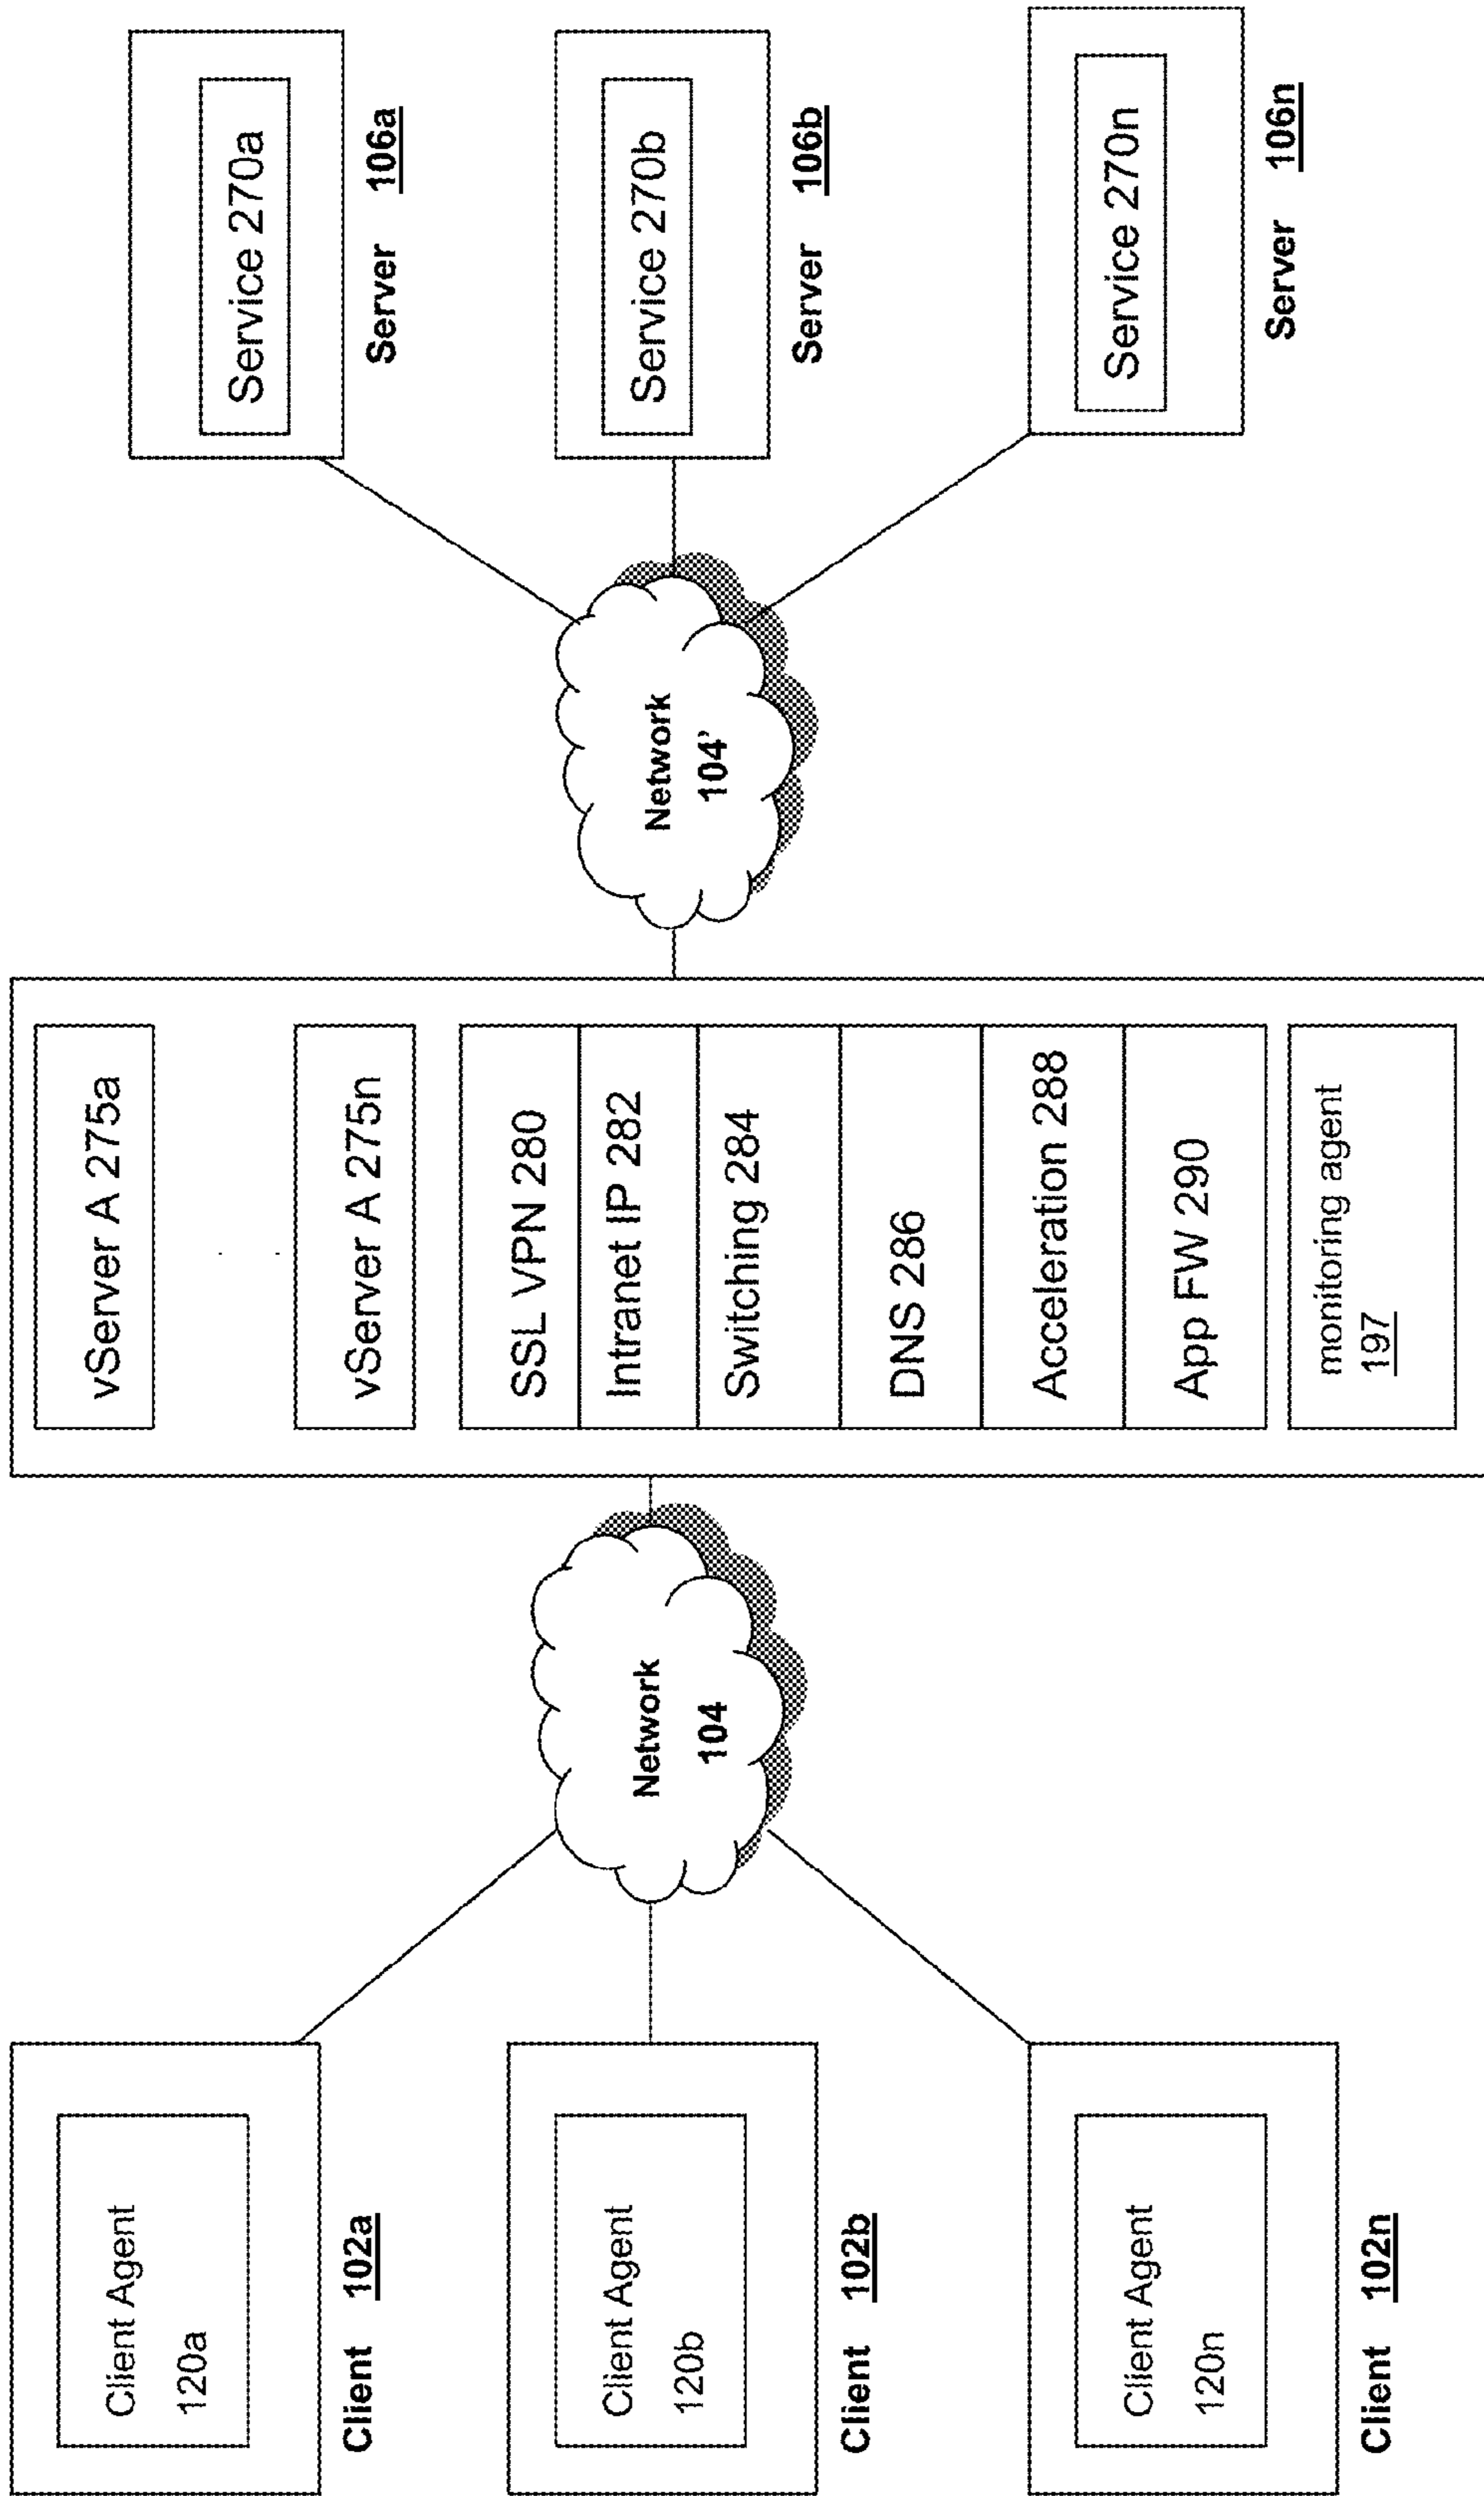 Client Agent
120a
Client 102a
Client Agent
120b
Client 102b
Client Agent
120n
Client 102n
Network
104
vServer A 275a
vServer A 275n
SSL VPN 280
Intranet IP 282
Switching 284
DNS 286
Acceleration 288
App FW 290
monitoring agent
197
Network
104'
Service 270a
Server 106a
Service 270b
Server 106b
Service 270n
Server 106n